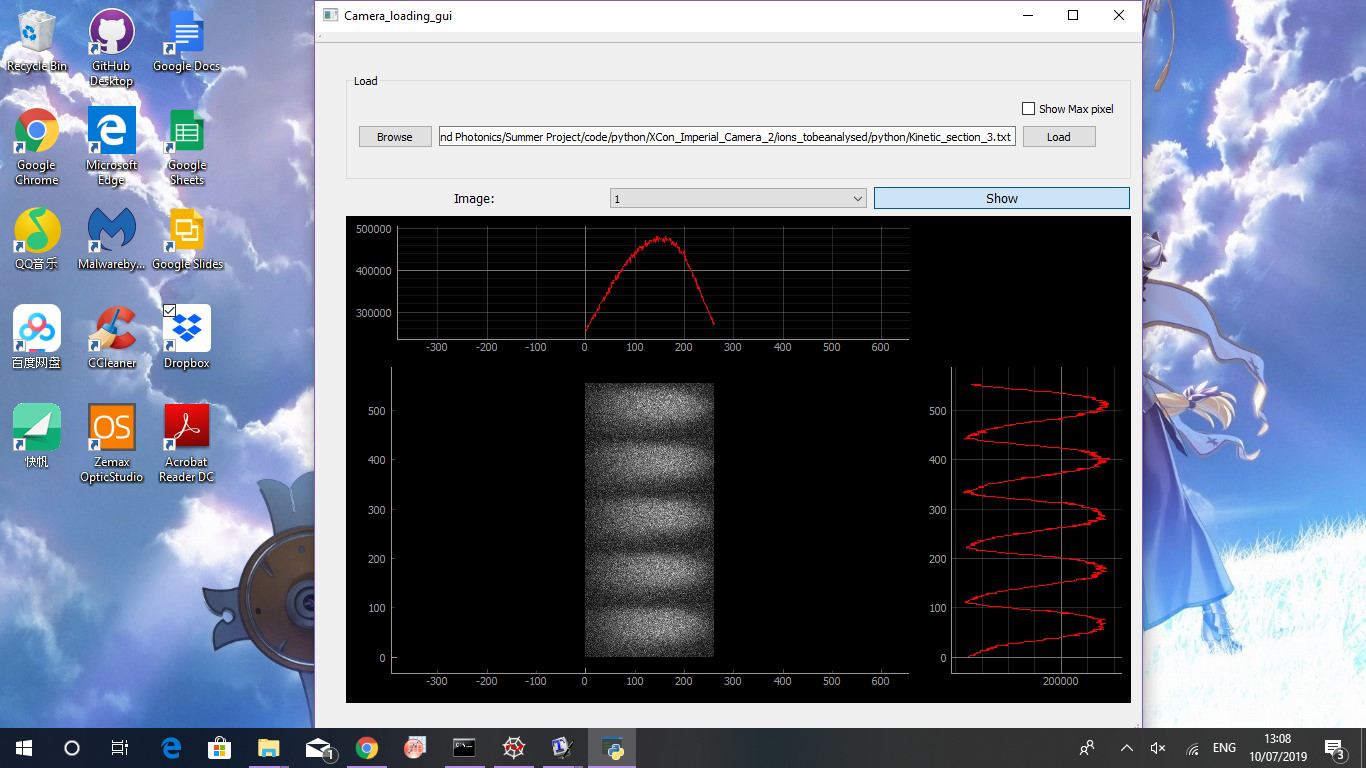 Camera_loading_gui
Recycle Bin
GitHub
Desktop
Google Docs
Google
Chrome
Microsoft
Edge
Google
Sheets
QQ音乐
Malwareby...
Google Slides
百度网盘
CCleaner
Dropbox
快帆
OS
Zemax
OpticStudio
Acrobat
Reader DC
Load
Show Max pixel
Browse
nd Photonics/Summer Project/code/python/XCon_Imperial_Camera_2/ions_tobeanalysed/python/Kinetic_section_3.txt
Load
Image:
1
Show
500000
400000
300000
-300 -200 -100 0 100 200 300 400 500 600
500
400
300
200
100
0
-300 -200 -100 0 100 200 300 400 500 600
500
400
300
200
100
0
200000
1
ENG
13:08
10/07/2019
3